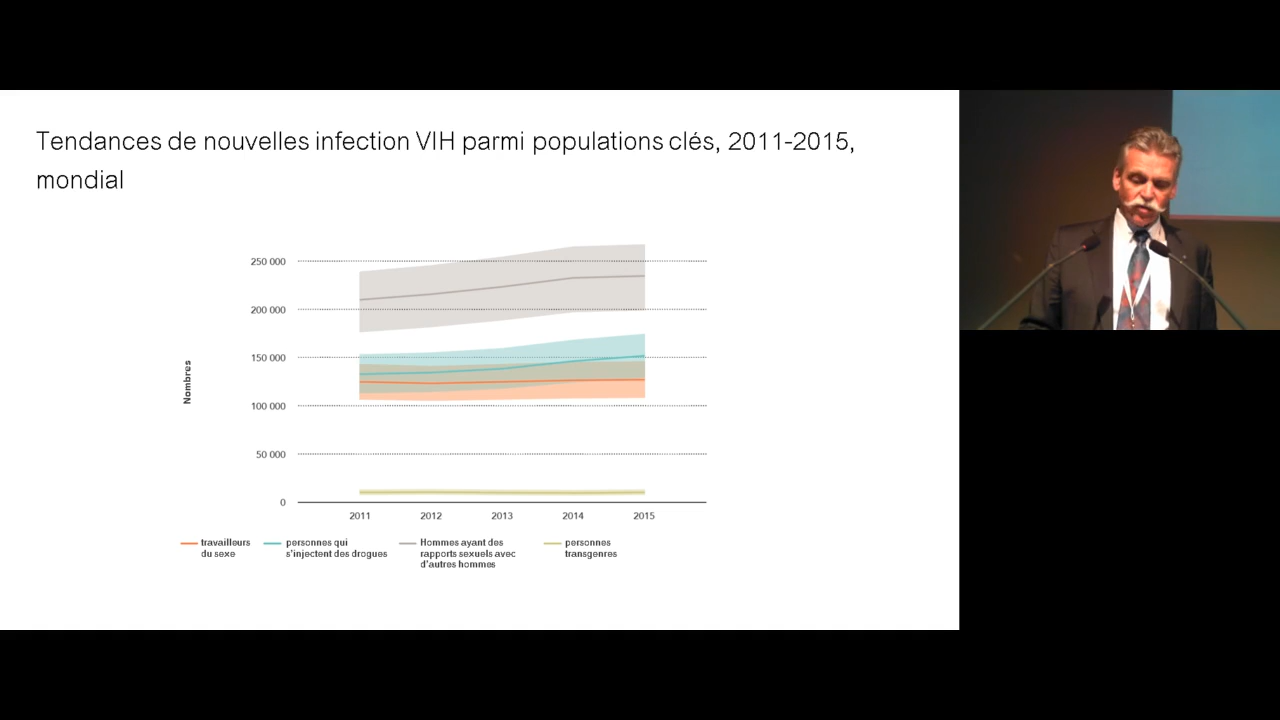 Tendances de nouvelles infection VIH parmi populations clés, 2011-2015,
mondial
250 000
200 000
150 000
100 000
50 000
0
Nombres
2011 2012 2013 2014 2015
travailleurs
du sexe
personnes qui
s'injectent des drogues
Hommes ayant des
rapports sexuels avec
d'autres hommes
personnes
transgenres